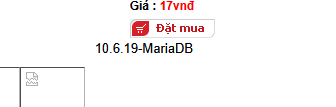 Giá : 17vnđ
Đặt mua
10.6.19-MariaDB